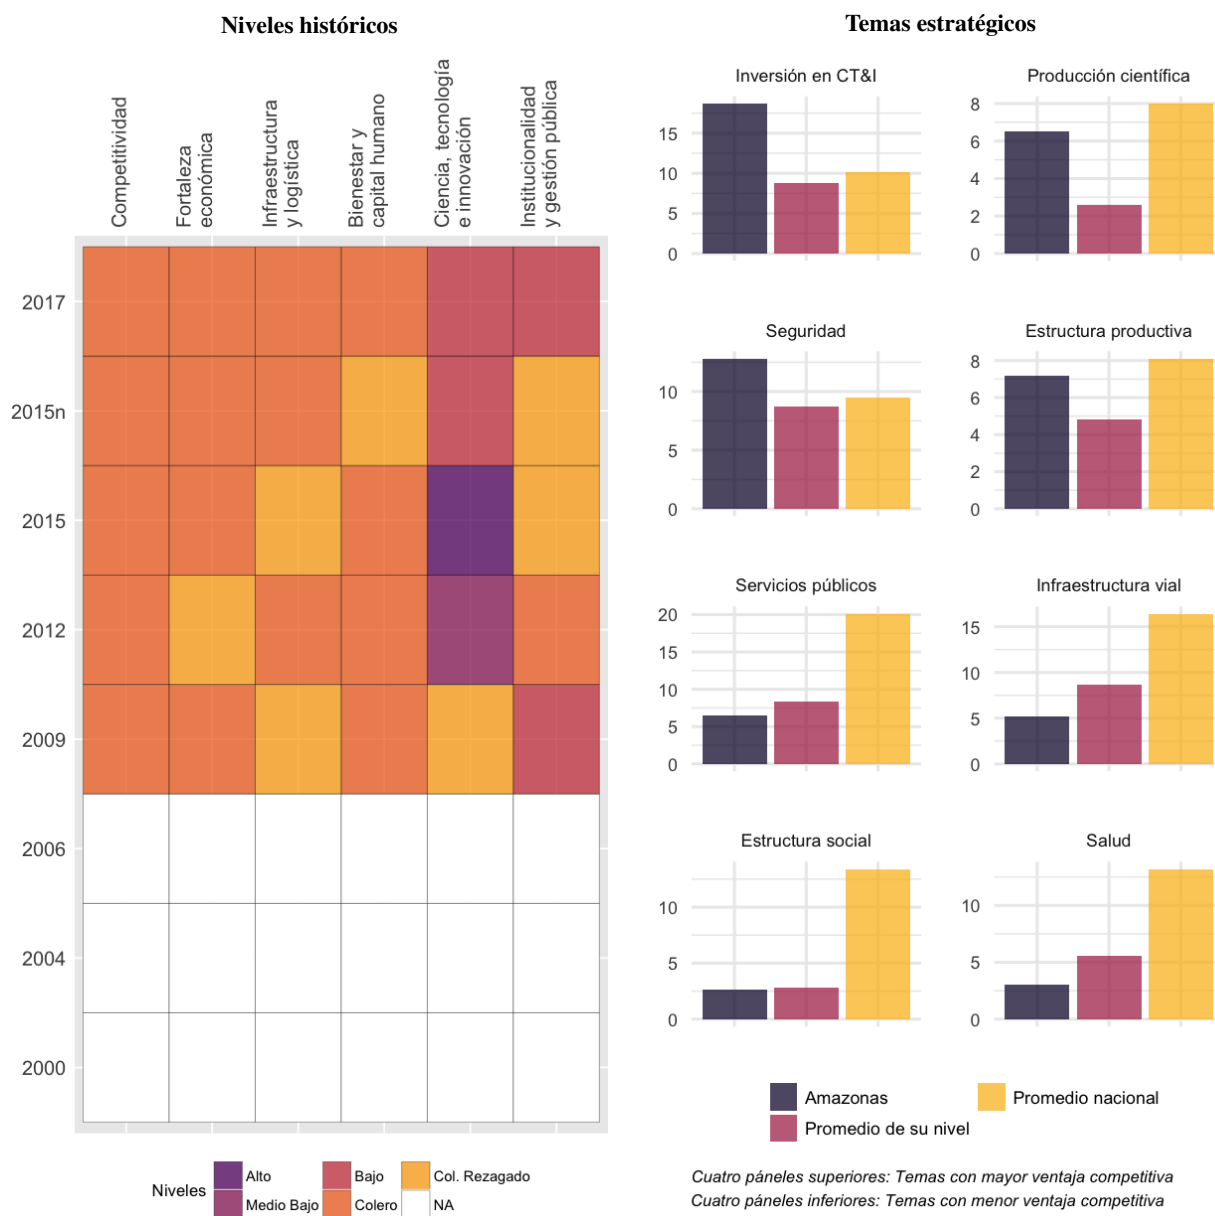 Niveles históricos
Competitividad
Fortaleza
económica
Infraestructura
y logística
Bienestar y
capital humano
Ciencia, tecnología
e innovación
Institucionalidad
y gestión pública
2017
2015n
2015
2012
2009
2006
2004
2000
Niveles
Alto
Bajo
Col. Rezagado
Medio Bajo
Colero
NA
Temas estratégicos
Inversión en CT&I
15
10
5
0
Producción científica
8
6
4
2
0
Seguridad
10
5
0
Estructura productiva
8
6
4
2
0
Servicios públicos
20
15
10
5
0
Infraestructura vial
15
10
5
0
Estructura social
10
5
0
Salud
10
5
0
Amazonas
Promedio nacional
Promedio de su nivel
Cuatro páneles superiores: Temas con mayor ventaja competitiva
Cuatro páneles inferiores: Temas con menor ventaja competitiva